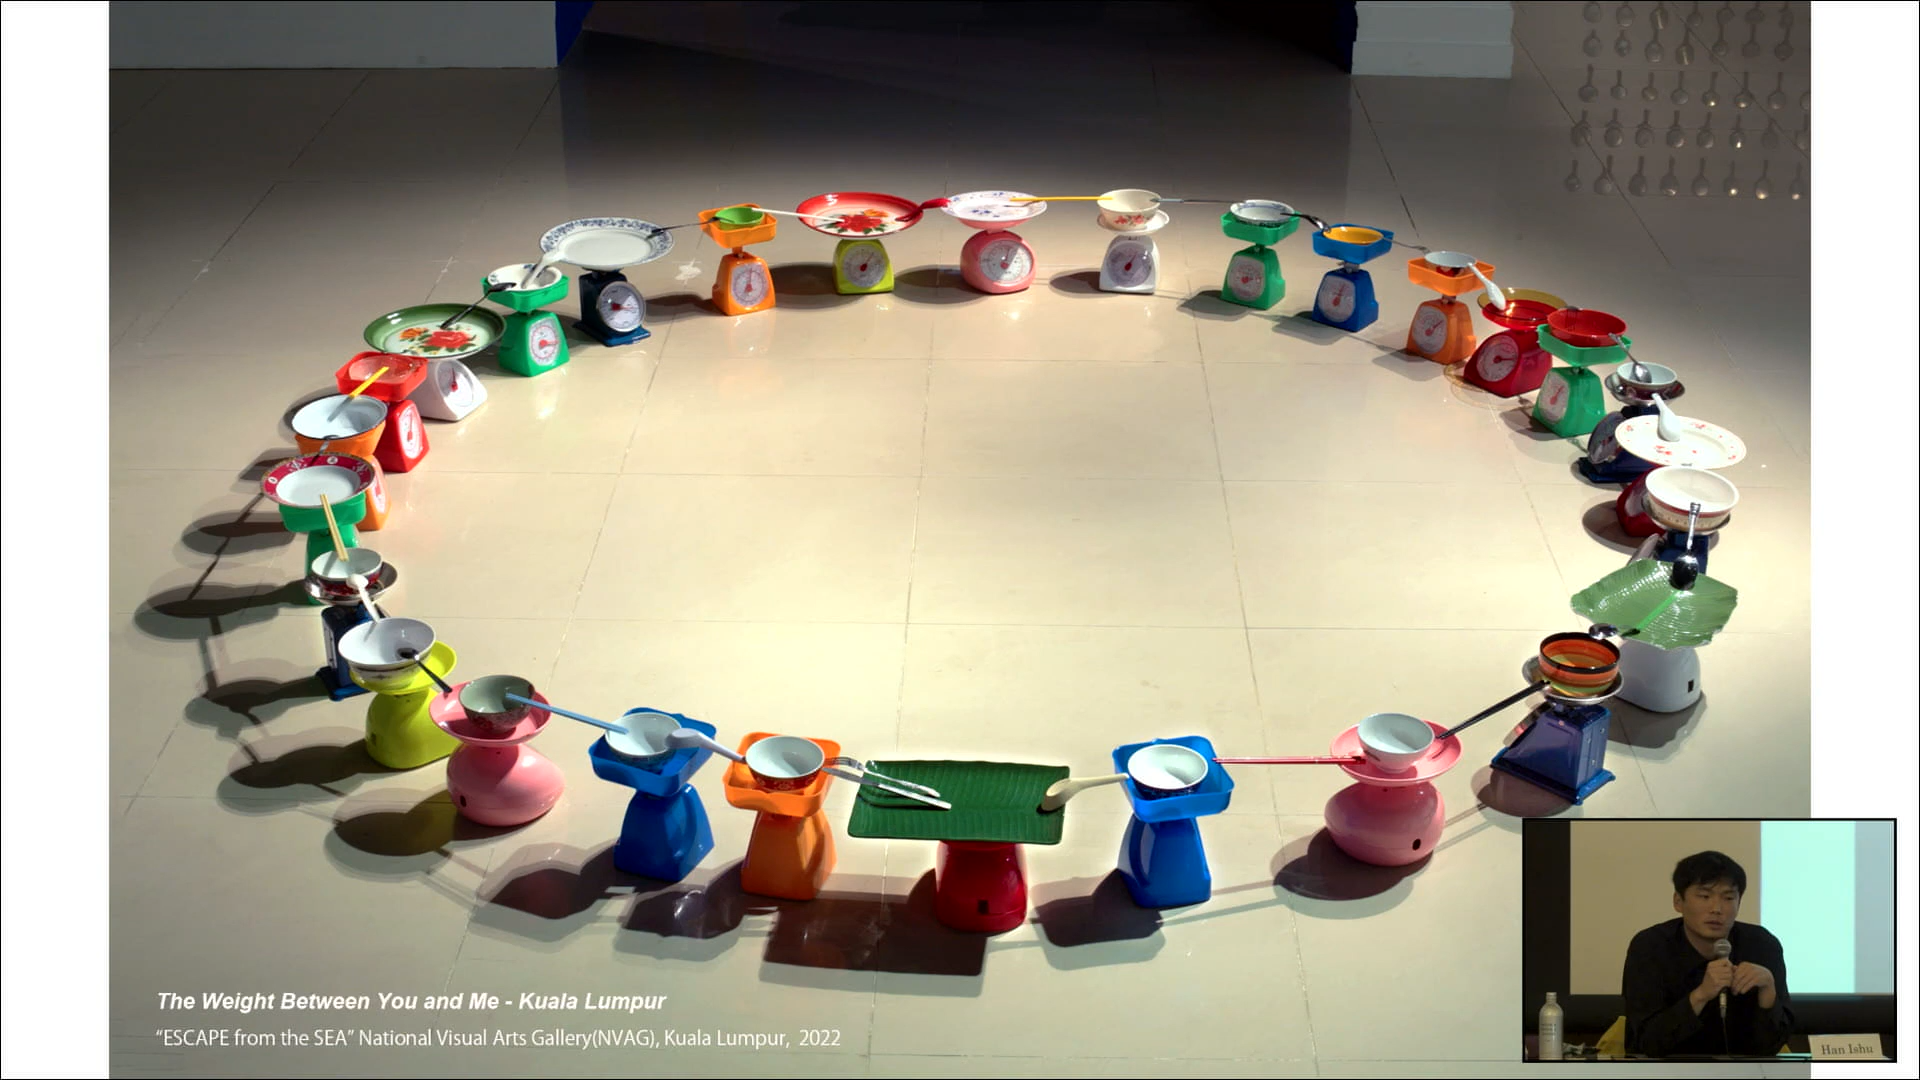 The Weight Between You and Me - Kuala Lumpur
“ESCAPE from the SEA” National Visual Arts Gallery(NVAG), Kuala Lumpur, 2022
Han Ishu